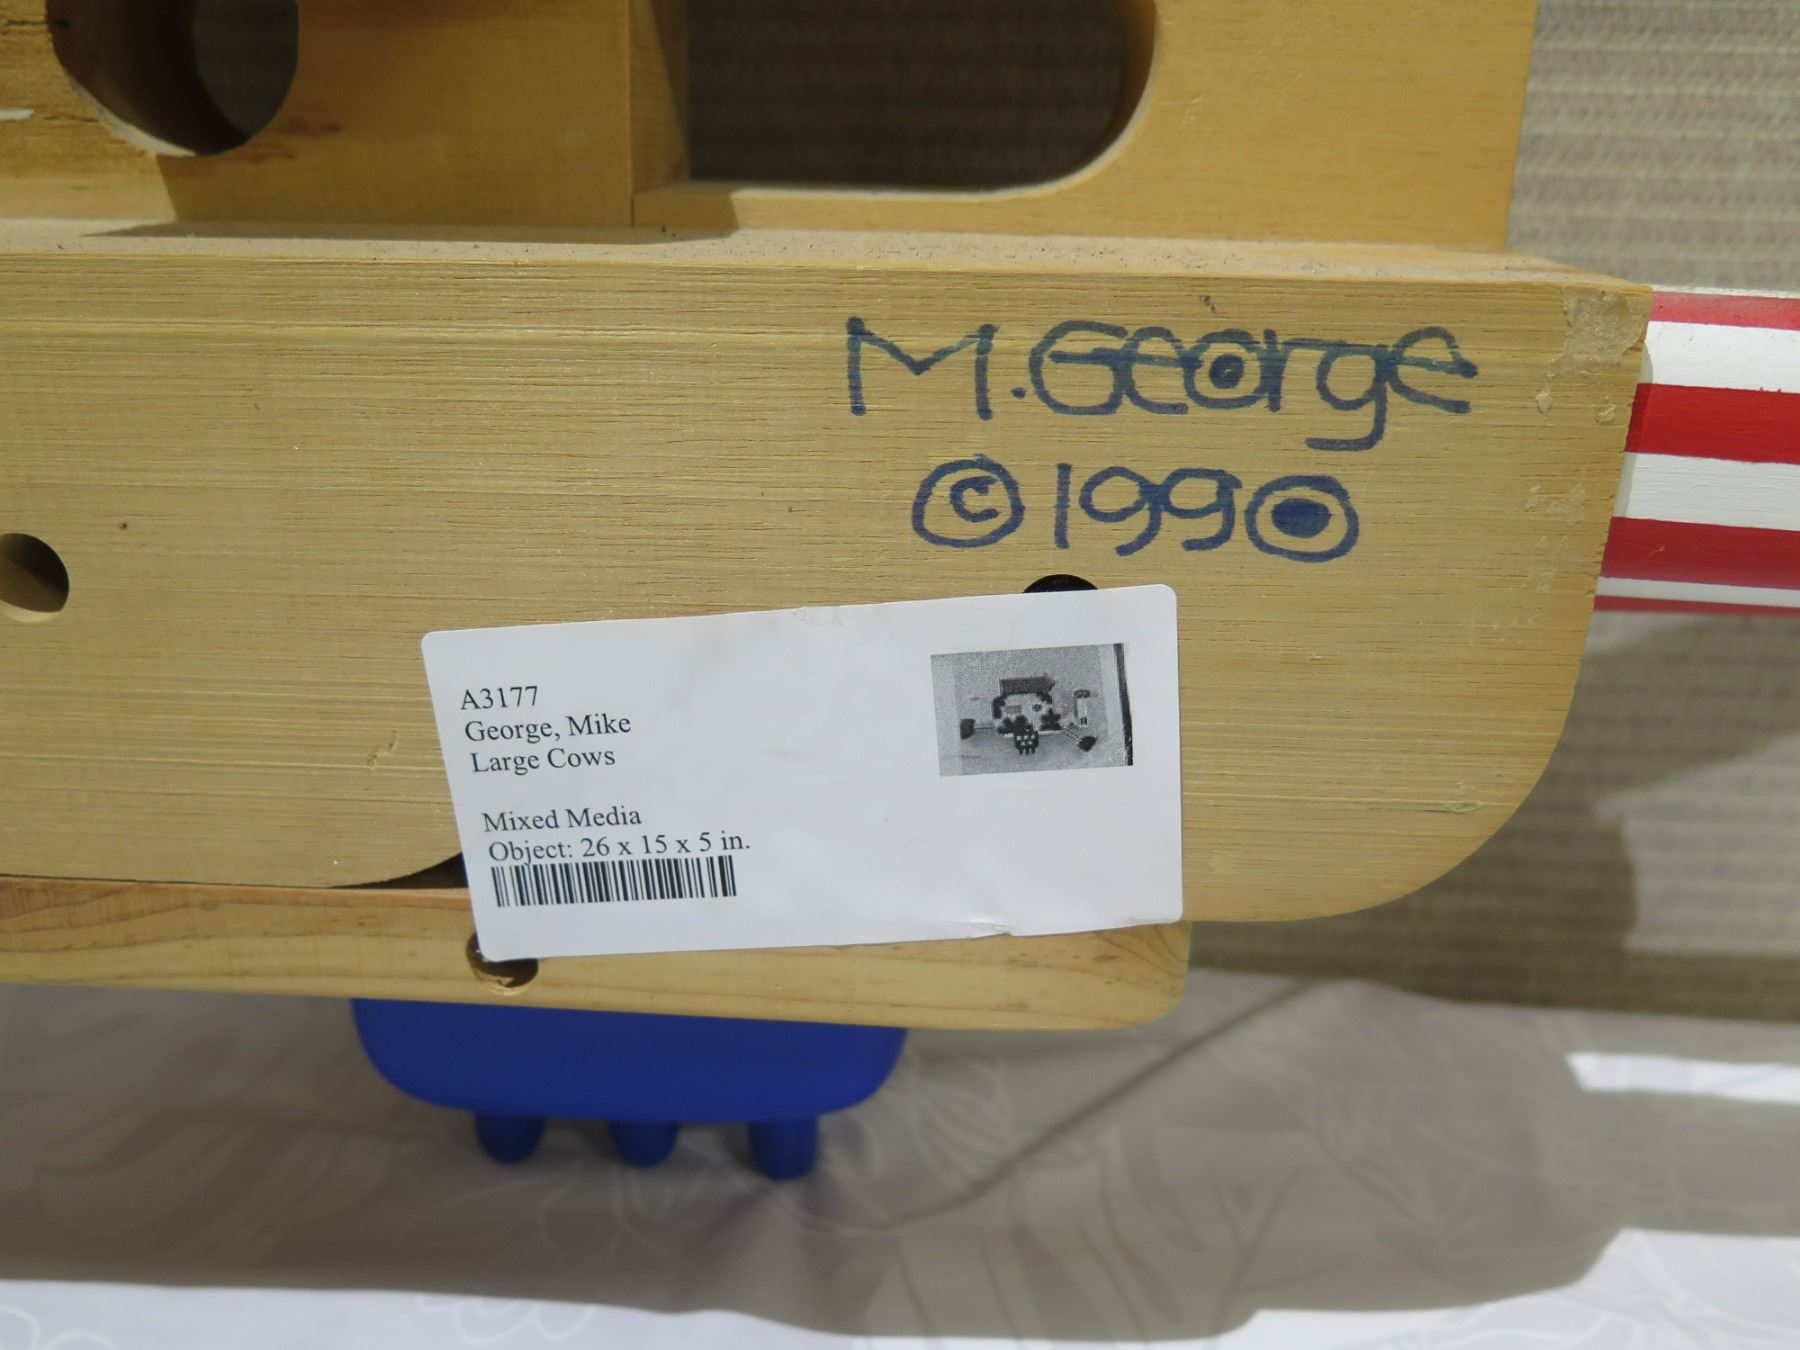 M. George
©1990
A3177
George, Mike
Large Cows
Mixed Media
Object: 26 x 15 x 5 in.